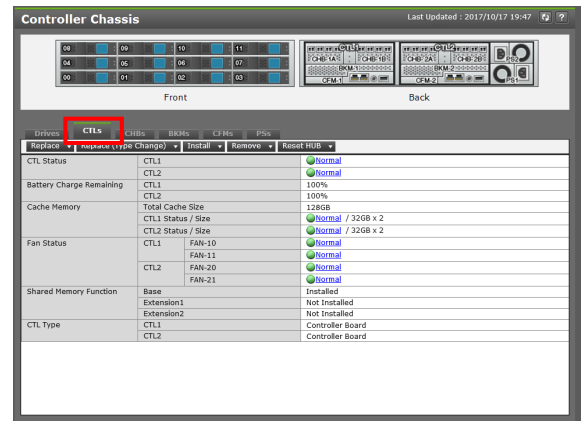 Controller Chassis
Last Updated : 2017/10/17 19:47 ?
08 09 10 11
04 05 06 07
00 01 02 03
CTL1 CTL2
CHB-1A CHB-1B CHB-2A CHB-2B
BKM-1 BKM-2
CFM-1 CFM-2
PS2
PS1
Front Back
Drives CTLs CHBs BKMs CFMs PSs
Replace Replace (Type Change) Install Remove Reset HUB
CTL Status CTL1 Normal
CTL2 Normal
Battery Charge Remaining CTL1 100%
CTL2 100%
Cache Memory Total Cache Size 128GB
CTL1 Status / Size Normal / 32GB x 2
CTL2 Status / Size Normal / 32GB x 2
Fan Status CTL1 FAN-10 Normal
FAN-11 Normal
CTL2 FAN-20 Normal
FAN-21 Normal
Shared Memory Function Base Installed
Extension1 Not Installed
Extension2 Not Installed
CTL Type CTL1 Controller Board
CTL2 Controller Board